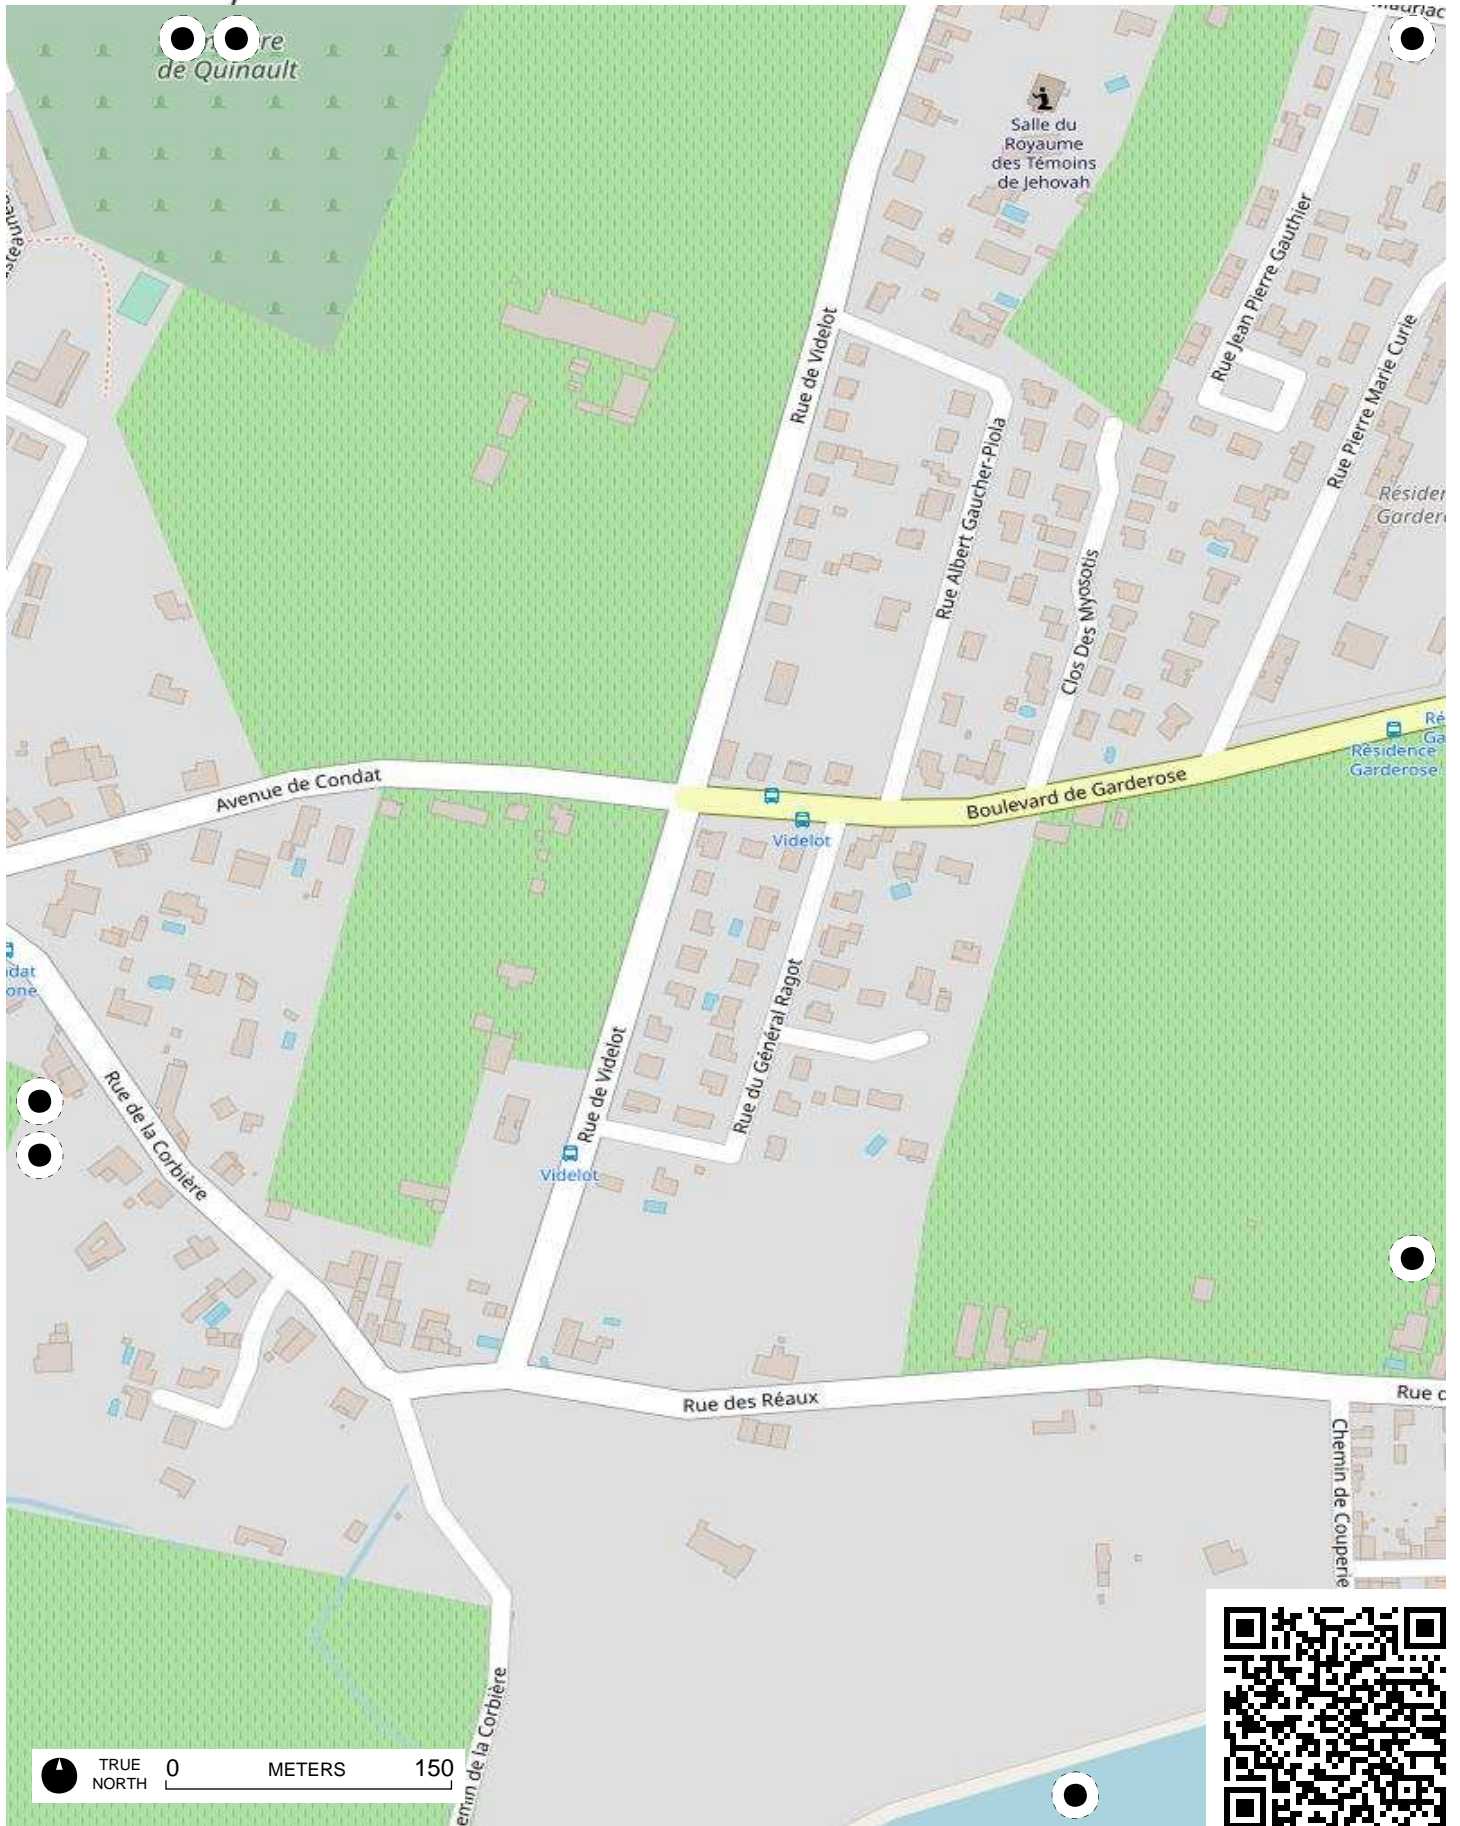 de Quinault
Salle du
Royaume
des Témoins
de Jehovah
Rue Jean Pierre Gauthier
Rue de Videlot
Rue Pierre Marie Curie
Rue Albert Gaucher-Piola
Clos Des Myosotis
Résidence
Garderose
Avenue de Condat
Boulevard de Garderose
Videlot
Rue du Général Ragot
Rue de Videlot
Rue de la Corbière
Videlot
Rue des Réaux
Chemin de Couperie
TRUE
NORTH
0 METERS 150